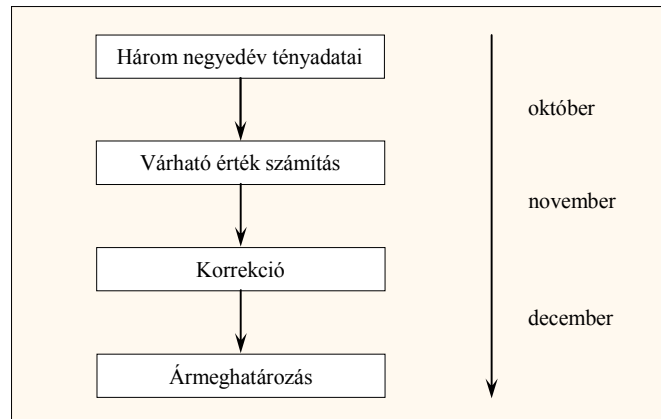 Három negyedév tényadatai
október
Várható érték számítás
november
Korrekció
december
Ármeghatározás